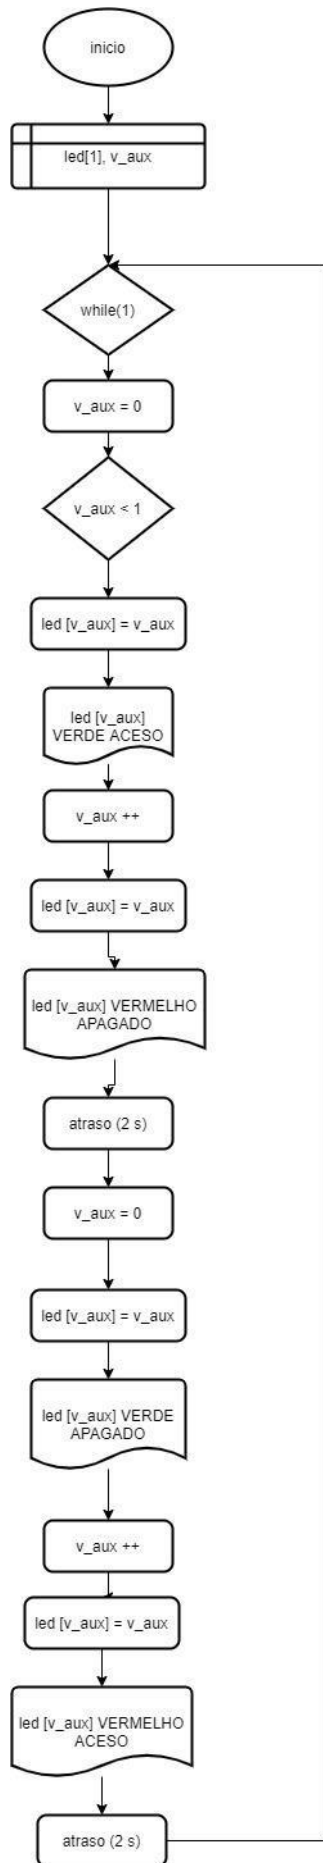 inicio
led[1], v_aux
while(1)
v_aux = 0
v_aux < 1
led [v_aux] = v_aux
led [v_aux]
VERDE ACESO
v_aux ++
led [v_aux] = v_aux
led [v_aux] VERMELHO
APAGADO
atraso (2 s)
v_aux = 0
led [v_aux] = v_aux
led [v_aux] VERDE
APAGADO
v_aux ++
led [v_aux] = v_aux
led [v_aux] VERMELHO
ACESO
atraso (2 s)